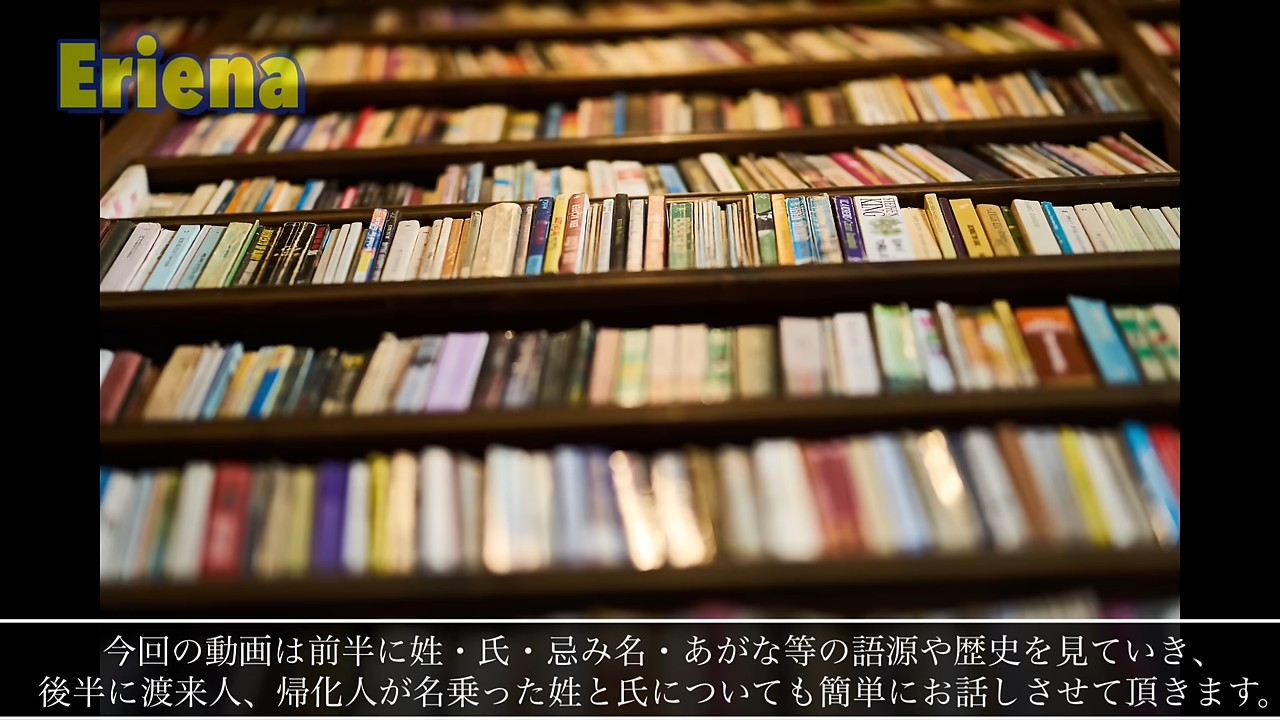 Eriena
KING
今回の動画は前半に姓・氏・忌み名・あがな等の語源や歴史を見ていき、
後半に渡来人、帰化人が名乗った姓と氏についても簡単にお話しさせて頂きます。